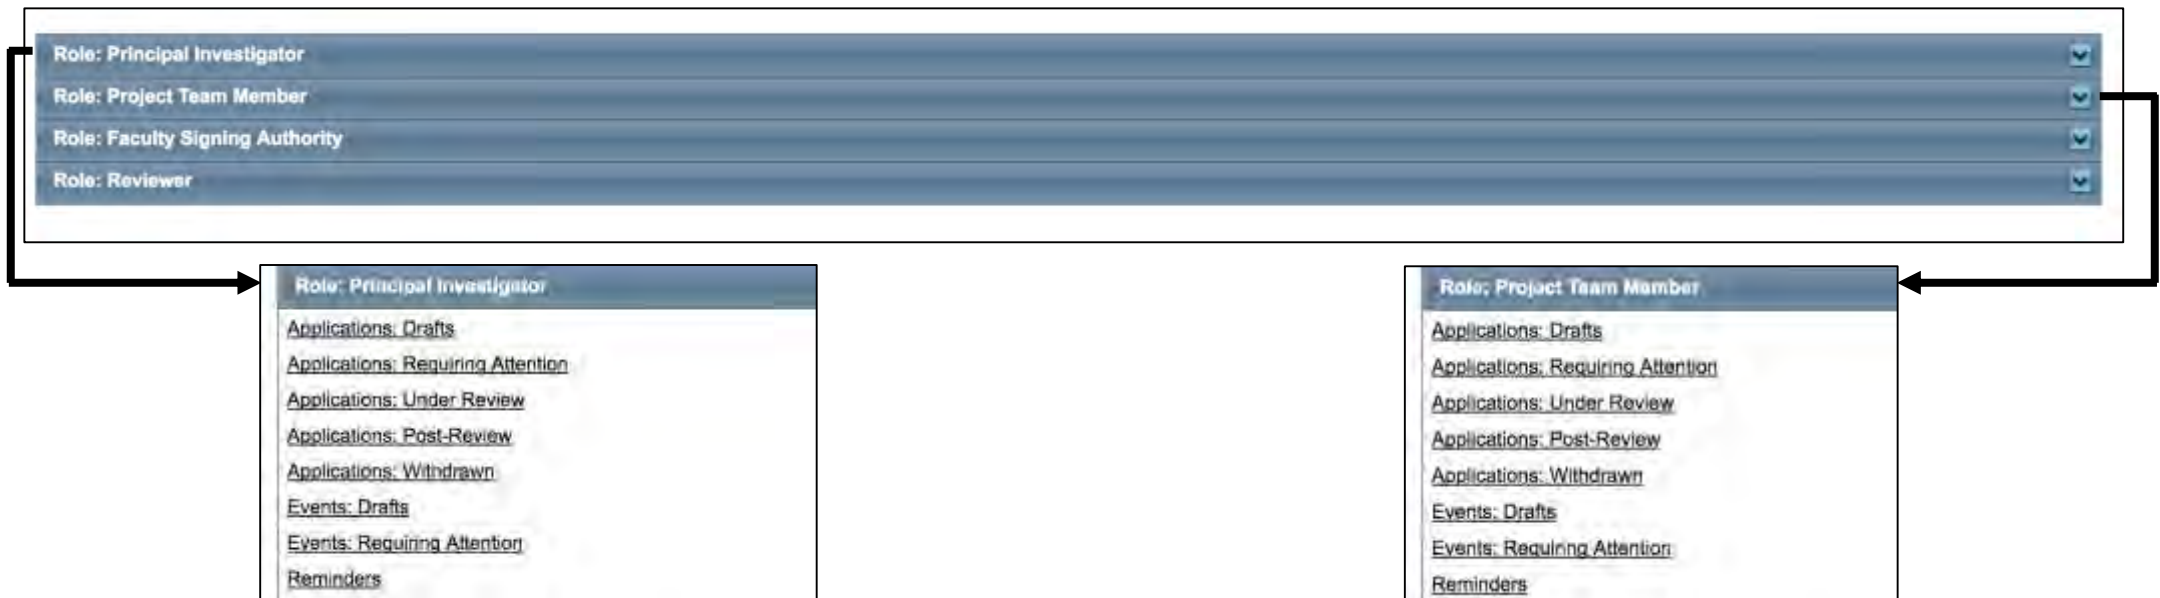 Role: Principal Investigator
Role: Project Team Member
Role: Faculty Signing Authority
Role: Reviewer
Role: Principal Investigator
Applications: Drafts
Applications: Requiring Attention
Applications: Under Review
Applications: Post-Review
Applications: Withdrawn
Events: Drafts
Events: Requiring Attention
Reminders
Role: Project Team Member
Applications: Drafts
Applications: Requiring Attention
Applications: Under Review
Applications: Post-Review
Applications: Withdrawn
Events: Drafts
Events: Requiring Attention
Reminders